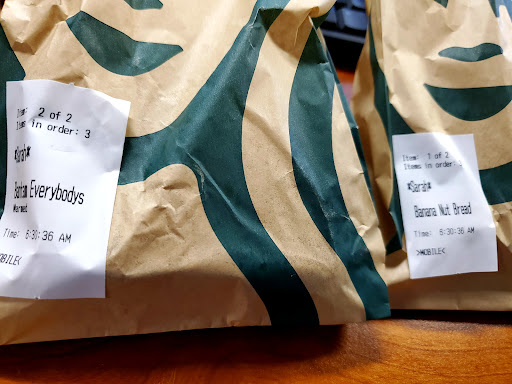 Item: 2 of 2
Items in order: 3
*Sarah*
Everybodys
Warmed
Time: 6:30:36 AM
>MOBILE<
Item: 1 of 2
Items in order: 3
*Sarah*
Banana Nut Bread
Time: 6:30:36 AM
>MOBILE<